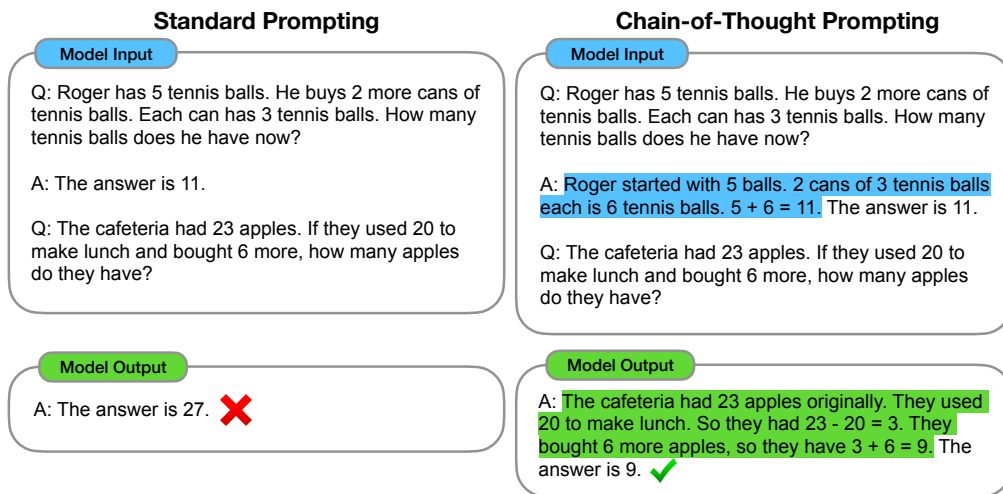 Standard Prompting
Model Input
Q: Roger has 5 tennis balls. He buys 2 more cans of
tennis balls. Each can has 3 tennis balls. How many
tennis balls does he have now?
A: The answer is 11.
Q: The cafeteria had 23 apples. If they used 20 to
make lunch and bought 6 more, how many apples
do they have?
Model Output
A: The answer is 27.
Chain-of-Thought Prompting
Model Input
Q: Roger has 5 tennis balls. He buys 2 more cans of
tennis balls. Each can has 3 tennis balls. How many
tennis balls does he have now?
A: Roger started with 5 balls. 2 cans of 3 tennis balls
each is 6 tennis balls. 5 + 6 = 11. The answer is 11.
Q: The cafeteria had 23 apples. If they used 20 to
make lunch and bought 6 more, how many apples
do they have?
Model Output
A: The cafeteria had 23 apples originally. They used
20 to make lunch. So they had 23 - 20 = 3. They
bought 6 more apples, so they have 3 + 6 = 9. The
answer is 9.